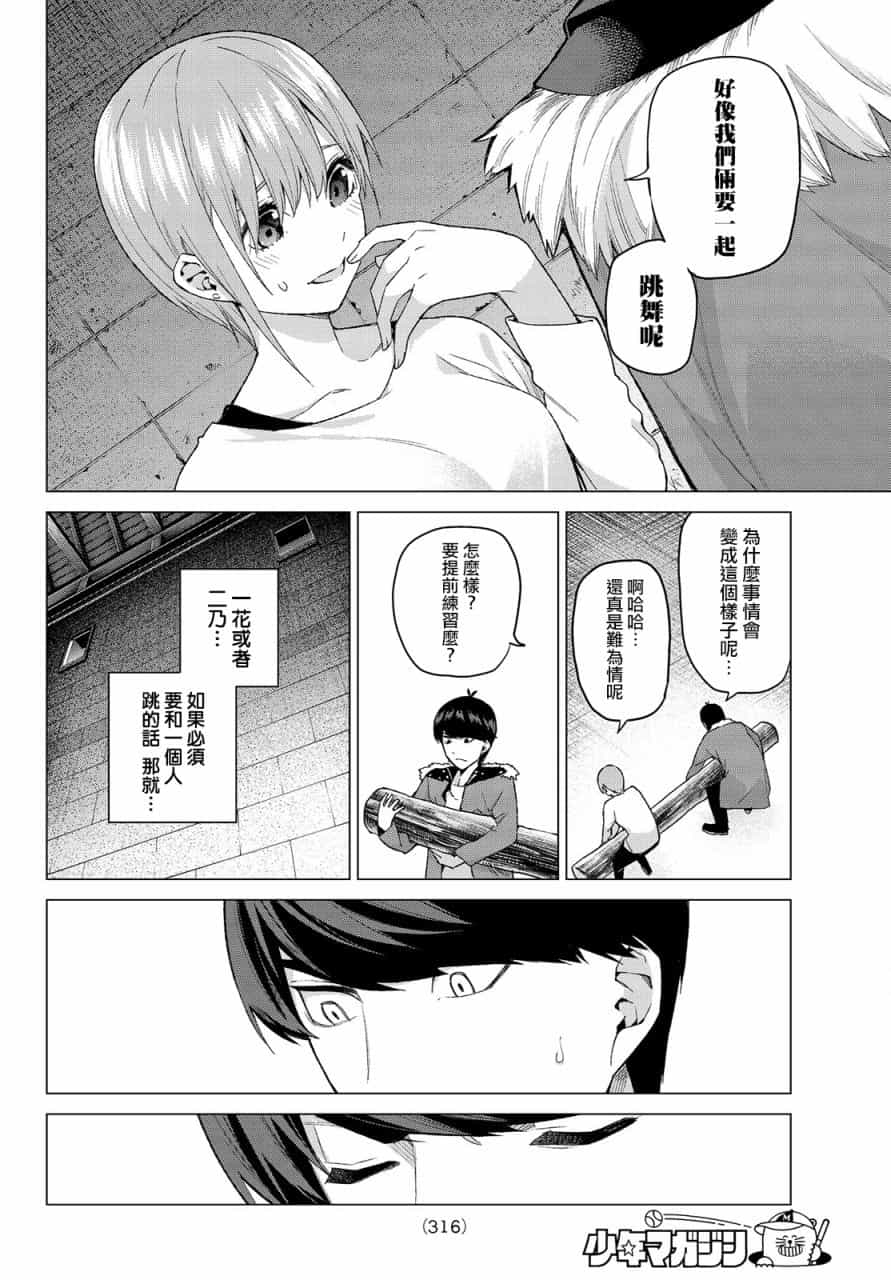 好像我們倆要一起
跳舞呢
為什麼事情會
變成這個樣子呢…
啊哈哈…
還真是難為情呢
怎麼樣？
要提前練習麼？
一花或者
二乃…
如果必須
要和一個人
跳的話 那就…
(316)
少年マガジン